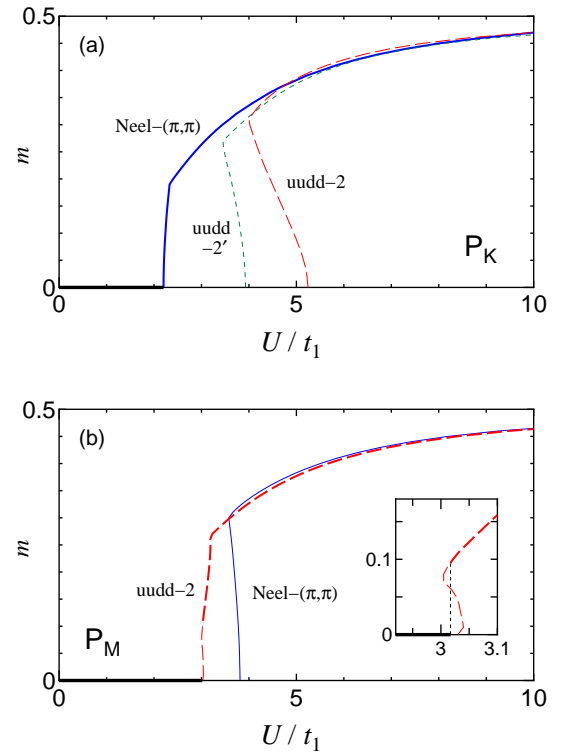 0.5
(a)
Neel−(π,π)
m
uudd−2
uudd
−2′
P_K
0
0
5
10
U / t_1
0.5
(b)
m
0.1
uudd−2
Neel−(π,π)
0
3
3.1
P_M
0
0
5
10
U / t_1